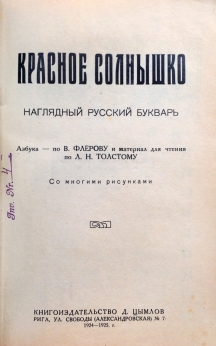 КРАСНОЕ СОЛНЫШКО
НАГЛЯДНЫЙ РУССКИЙ БУКВАРЬ
Азбука — по В. ФЛЕРОВУ и материал для чтения
по Л. Н. ТОЛСТОМУ
Со многими рисунками
КНИГОИЗДАТЕЛЬСТВО Д. ЦЫМЛОВ
РИГА, УЛ. СВОБОДЫ (АЛЕКСАНДРОВСКАЯ) № 7
1924—1925. г.